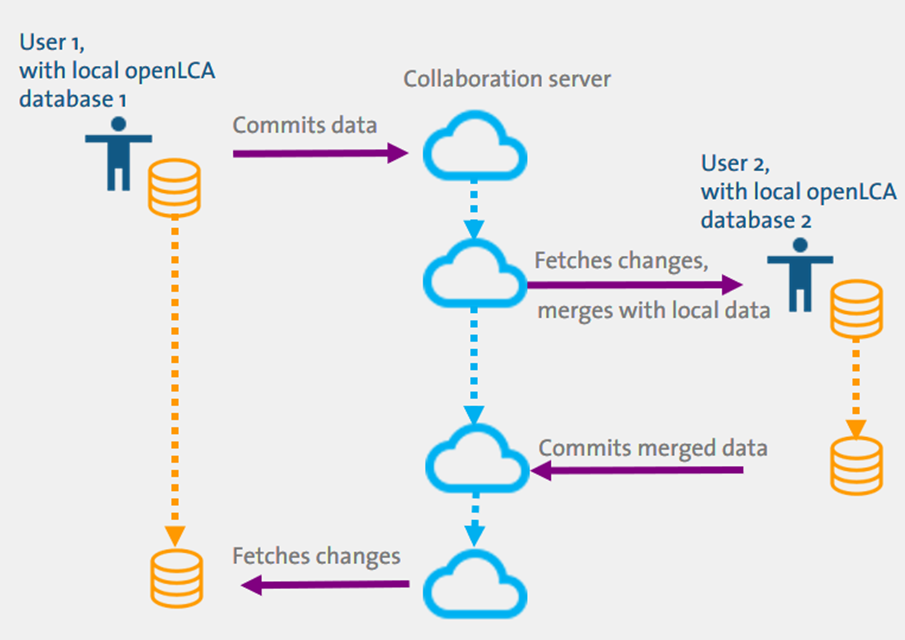 User 1,
with local openLCA
database 1
Collaboration server
Commits data
User 2,
with local openLCA
database 2
Fetches changes,
merges with local data
Commits merged data
Fetches changes